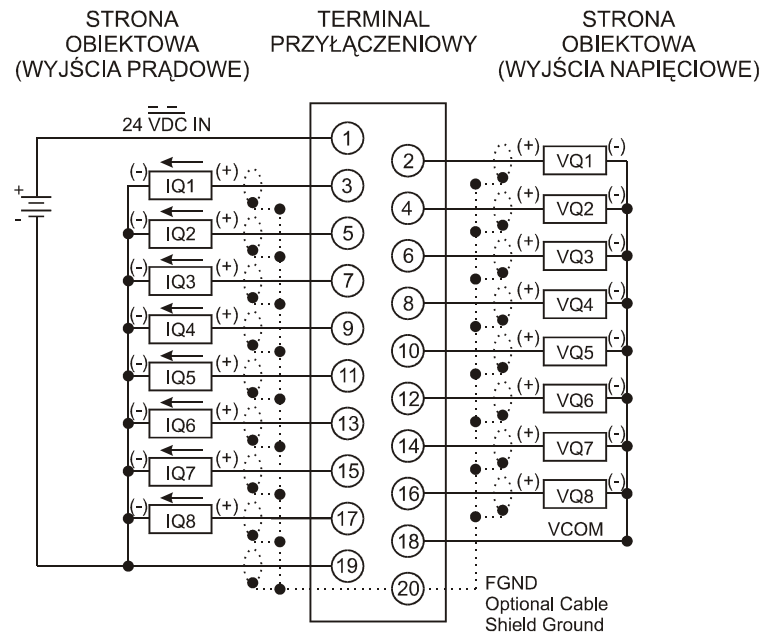 STRONA
OBIEKTOWA
(WYJŚCIA PRĄDOWE)
TERMINAL
PRZYŁĄCZENIOWY
STRONA
OBIEKTOWA
(WYJŚCIA NAPIĘCIOWE)
24 VDC IN
+
-
1
(-) IQ1 (+) 3
(-) IQ2 (+) 5
(-) IQ3 (+) 7
(-) IQ4 (+) 9
(-) IQ5 (+) 11
(-) IQ6 (+) 13
(-) IQ7 (+) 15
(-) IQ8 (+) 17
19
2 (+) VQ1 (-)
4 (+) VQ2 (-)
6 (+) VQ3 (-)
8 (+) VQ4 (-)
10 (+) VQ5 (-)
12 (+) VQ6 (-)
14 (+) VQ7 (-)
16 (+) VQ8 (-)
18 VCOM
20 FGND
Optional Cable
Shield Ground